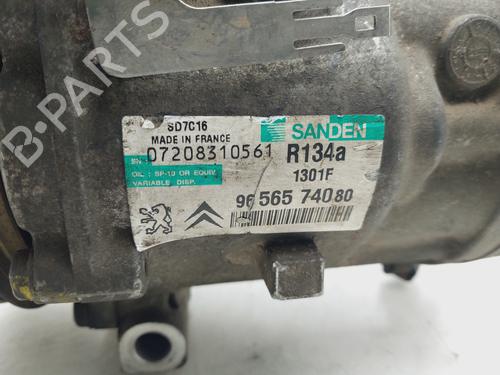 SD7C16
MADE IN FRANCE
SANDEN
07208310561
R134a
OIL : SP-10 OR EQUIV.
VARIABLE DISP.
1301F
96 565 740 80
B-PARTS